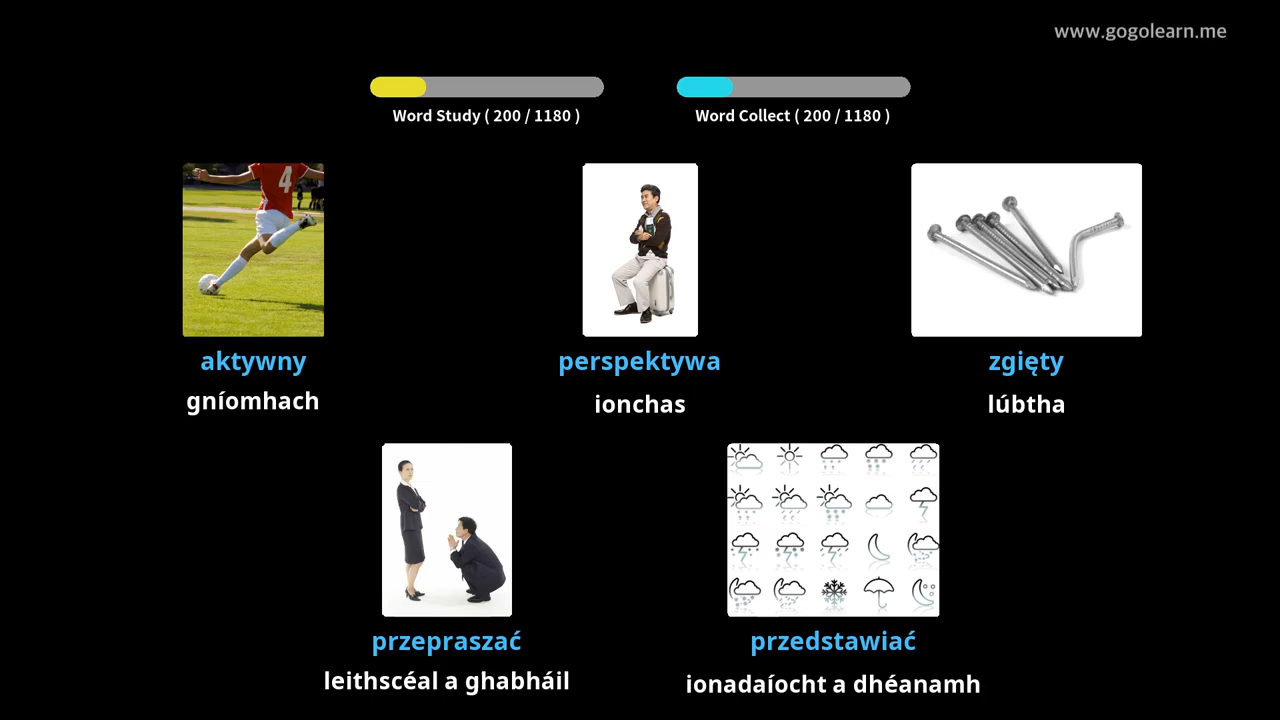 www.gogolearn.me
Word Study ( 200 / 1180 )
Word Collect ( 200 / 1180 )
4
aktywny
perspektywa
zgięty
gníomhach
ionchas
lúbtha
przepraszać
przedstawiać
leithscéal a ghabháil
ionadaíocht a dhéanamh